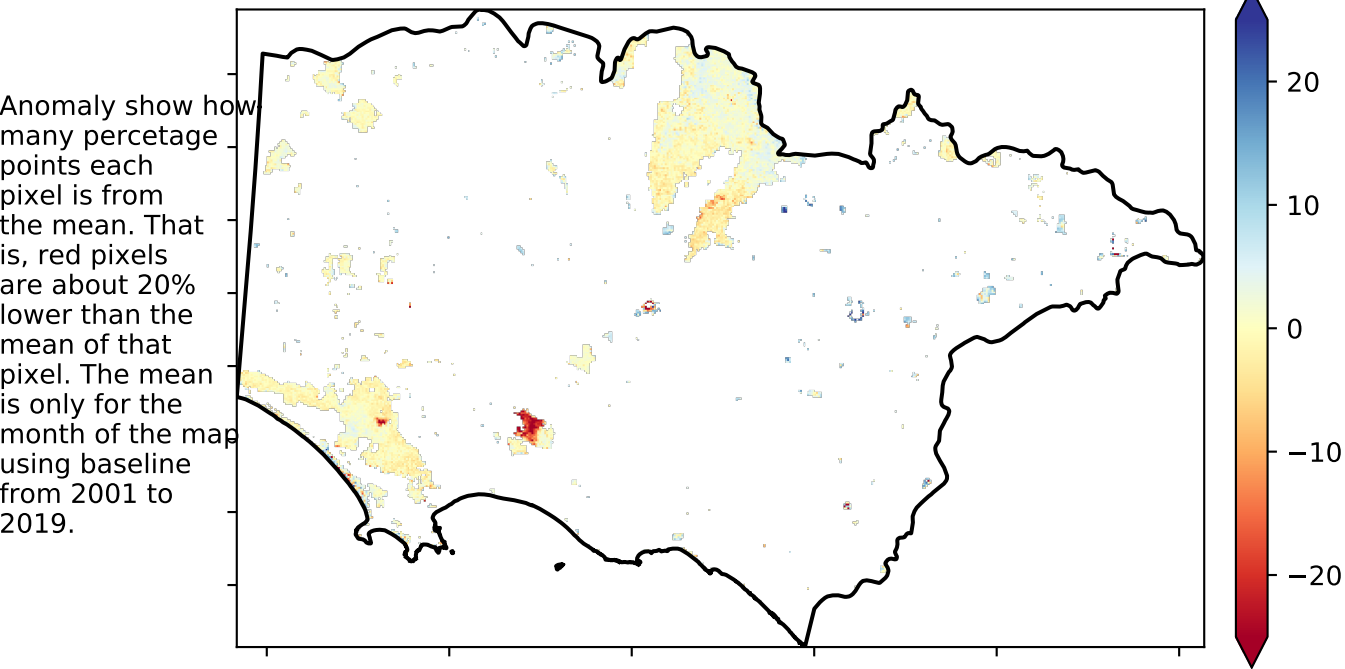 Anomaly show how
many percetage
points each
pixel is from
the mean. That
is, red pixels
are about 20%
lower than the
mean of that
pixel. The mean
is only for the
month of the map
using baseline
from 2001 to
2019.
20
10
0
−10
−20